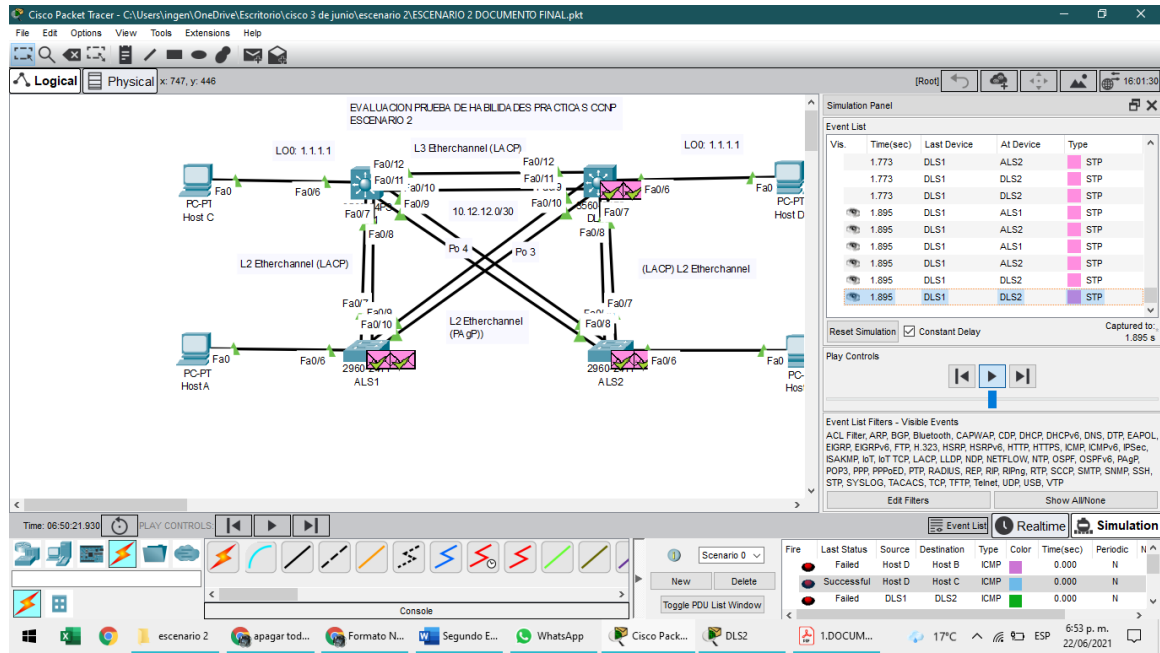 Cisco Packet Tracer - C:\Users\ingen\OneDrive\Escritorio\cisco 3 de junio\escenario 2\ESCENARIO 2 DOCUMENTO FINAL.pkt
File Edit Options View Tools Extensions Help
Logical Physical x: 747, y: 446
[Root] 16:01:30
EVALUACION PRUEBA DE HABILIDADES PRACTICAS CCNP
ESCENARIO 2
LO0: 1.1.1.1
L3 Etherchannel (LACP)
LO0: 1.1.1.1
Fa0/12 Fa0/12
Fa0/11 Fa0/11
Fa0 Fa0/6 Fa0/10 Fa0/6 Fa0
PC-PT
Host C
Fa0/9 Fa0/10
10.12.12.0/30
PC-PT
Host D
Fa0/7 Fa0/7
Fa0/8 Fa0/8
Po 4 Po 3
L2 Etherchannel (LACP)
(LACP) L2 Etherchannel
Fa0/7
Fa0/10 Fa0/8
L2 Etherchannel
(PAgP))
Fa0 Fa0/6 Fa0/6 Fa0
PC-PT
Host A
ALS1
ALS2
Simulation Panel
Event List
Vis. Time(sec) Last Device At Device Type
1.773 DLS1 ALS2 STP
1.773 DLS1 DLS2 STP
1.773 DLS1 DLS2 STP
1.895 DLS1 ALS1 STP
1.895 DLS1 ALS2 STP
1.895 DLS1 ALS1 STP
1.895 DLS1 ALS2 STP
1.895 DLS1 DLS2 STP
1.895 DLS1 DLS2 STP
Reset Simulation Constant Delay Captured to:
1.895 s
Play Controls
Event List Filters - Visible Events
ACL Filter, ARP, BGP, Bluetooth, CAPWAP, CDP, DHCP, DHCPv6, DNS, DTP, EAPOL,
EIGRP, EIGRPv6, FTP, H.323, HSRP, HSRPv6, HTTP, HTTPS, ICMP, ICMPv6, IPSec,
ISAKMP, IoT, IoT TCP, LACP, LLDP, NDP, NETFLOW, NTP, OSPF, OSPFv6, PAgP,
POP3, PPP, PPPoED, PTP, RADIUS, REP, RIP, RIPng, RTP, SCCP, SMTP, SNMP, SSH,
STP, SYSLOG, TACACS, TCP, TFTP, Telnet, UDP, USB, VTP
Edit Filters Show All/None
Time: 06:50:21.930 PLAY CONTROLS:
Event List Realtime Simulation
Console
Scenario 0
New Delete
Toggle PDU List Window
Fire Last Status Source Destination Type Color Time(sec) Periodic
Failed Host D Host B ICMP 0.000 N
Successful Host D Host C ICMP 0.000 N
Failed DLS1 DLS2 ICMP 0.000 N
escenario 2 apagar tod... Formato N... Segundo E... WhatsApp Cisco Pack... DLS2 1.DOCUM... 17°C ESP 6:53 p. m.
22/06/2021